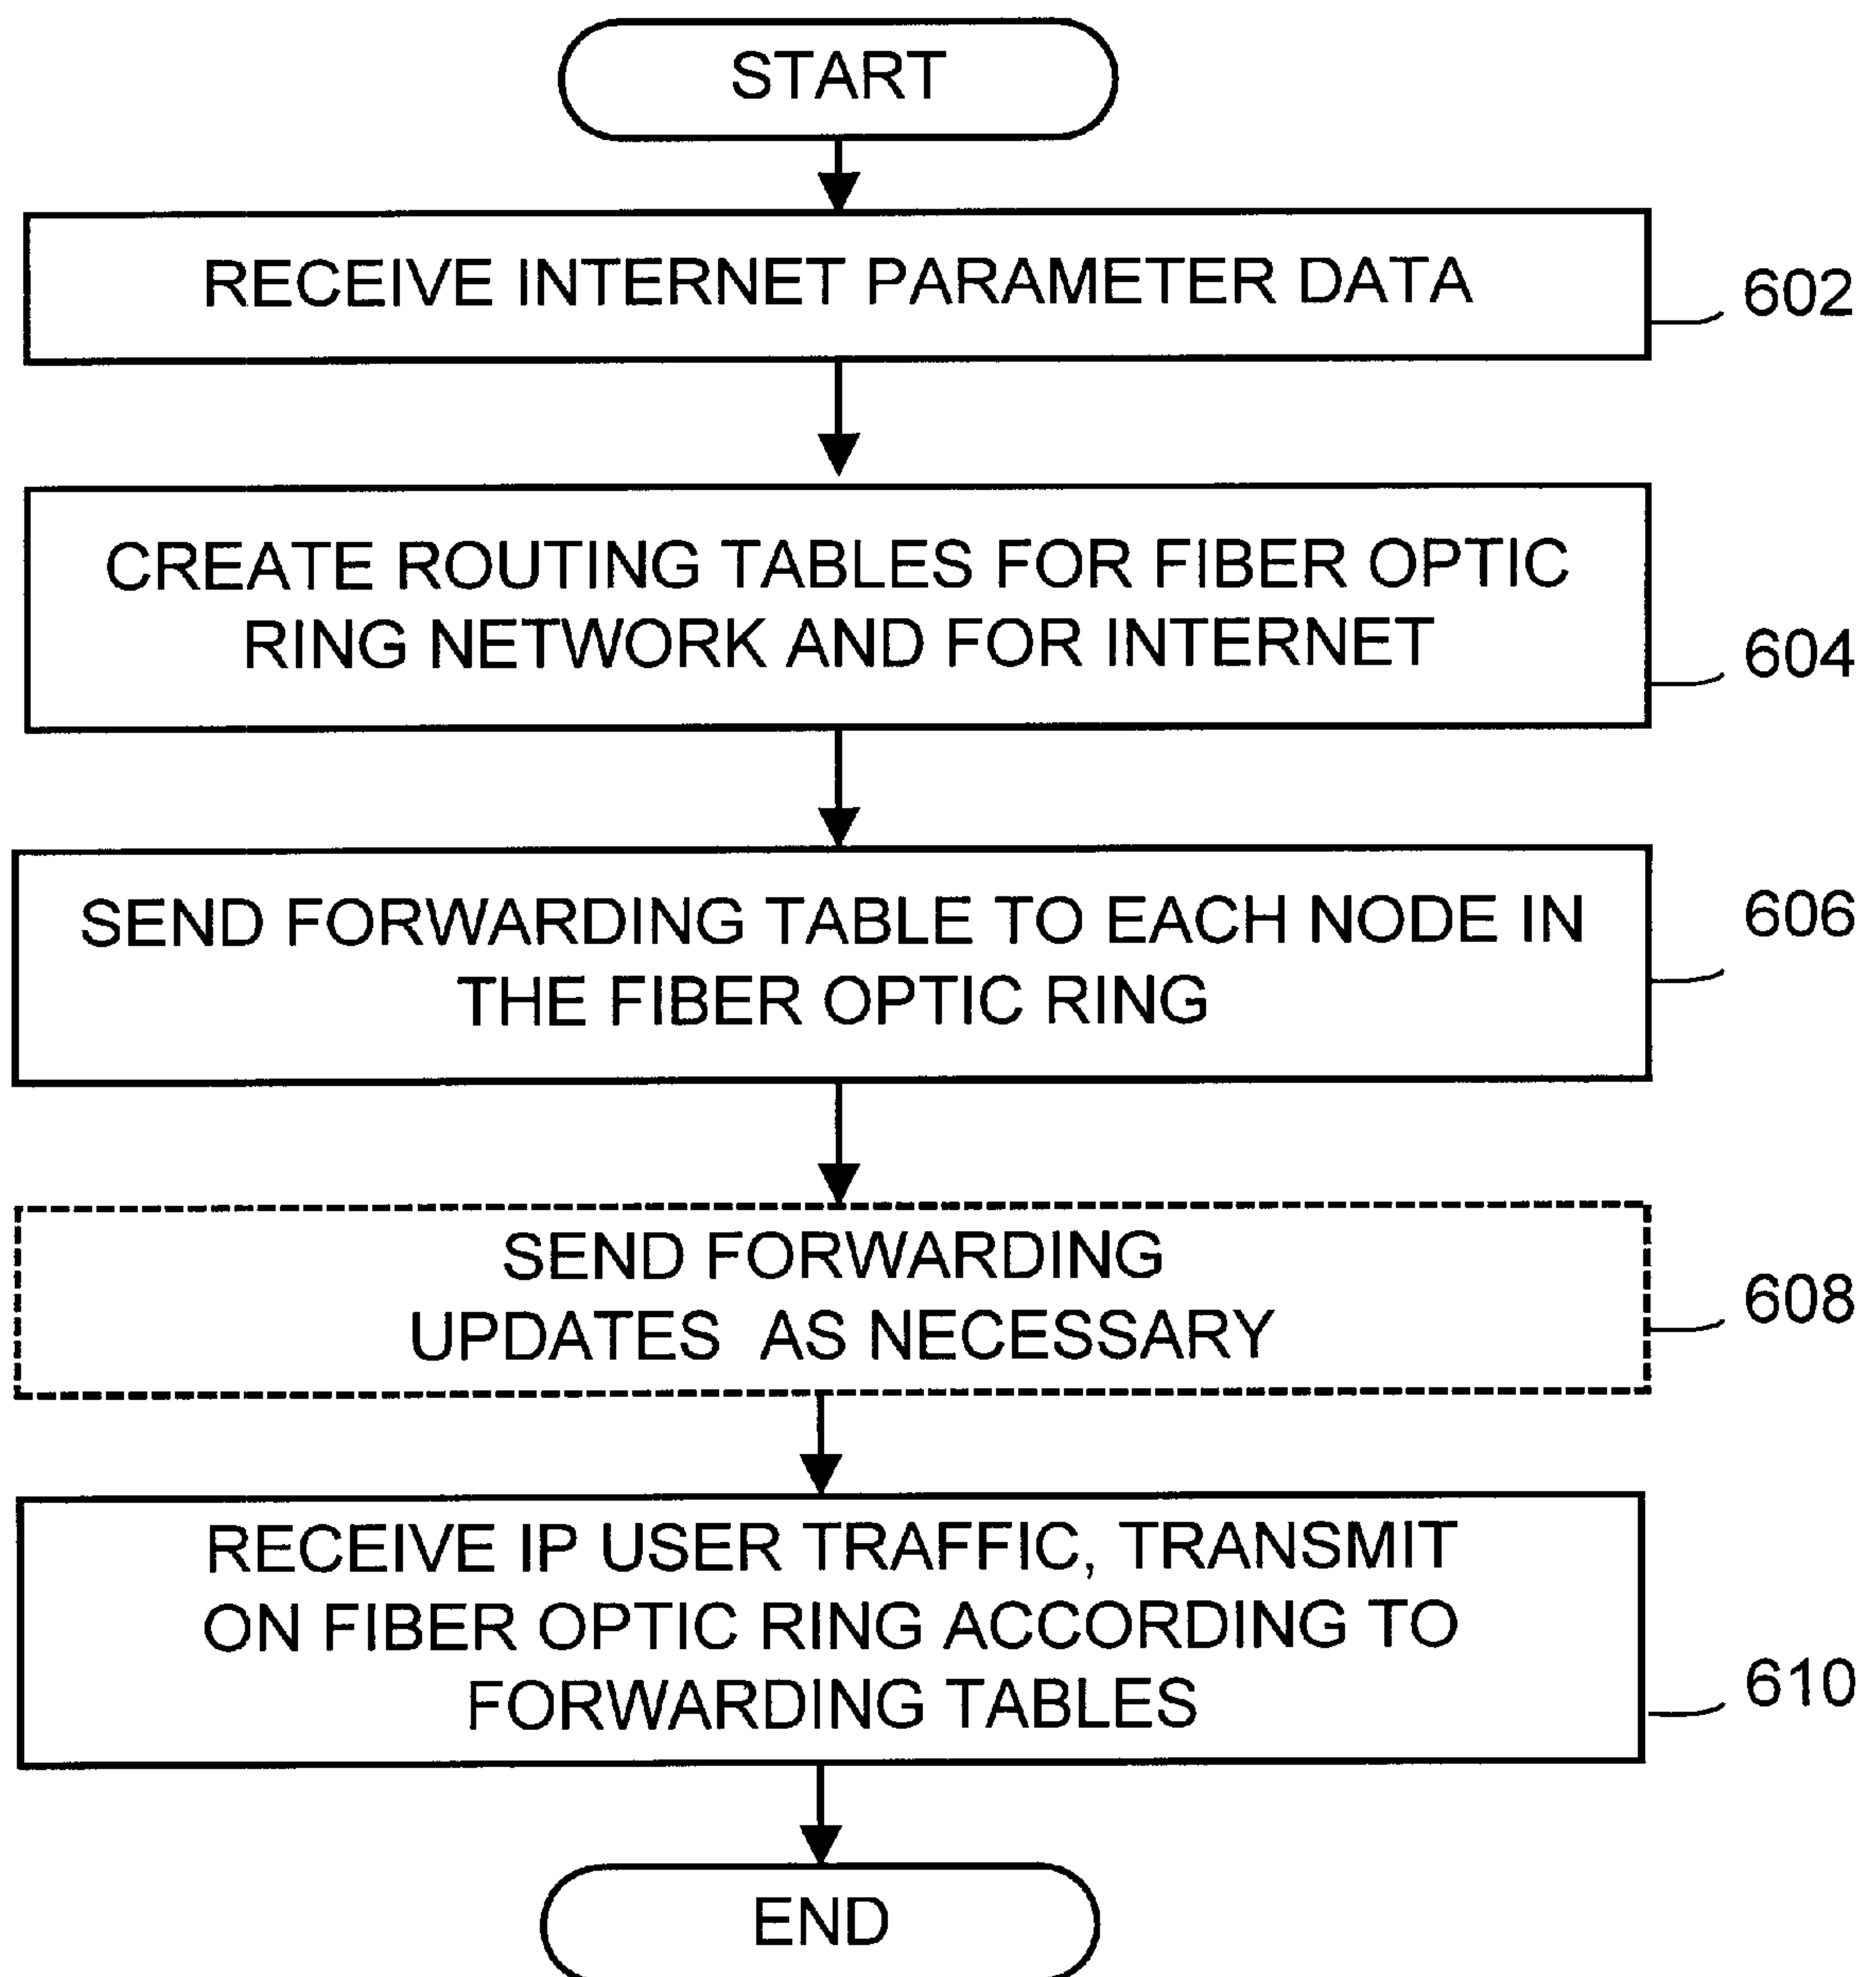 START
RECEIVE INTERNET PARAMETER DATA
602
CREATE ROUTING TABLES FOR FIBER OPTIC
RING NETWORK AND FOR INTERNET
604
SEND FORWARDING TABLE TO EACH NODE IN
THE FIBER OPTIC RING
606
SEND FORWARDING
UPDATES AS NECESSARY
608
RECEIVE IP USER TRAFFIC, TRANSMIT
ON FIBER OPTIC RING ACCORDING TO
FORWARDING TABLES
610
END